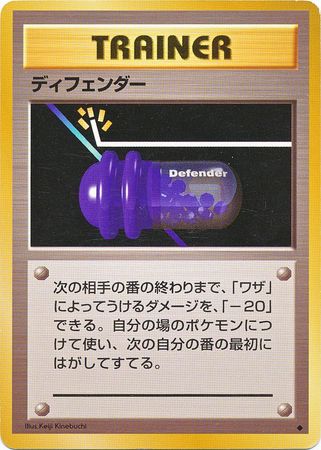 TRAINER
ディフェンダー
Defender
次の相手の番の終わりまで、「ワザ」
によってうけるダメージを、「−20」
できる。自分の場のポケモンにつ
けて使い、次の自分の番の最初に
はがしてすてる。
Illus.Keiji Kinebuchi